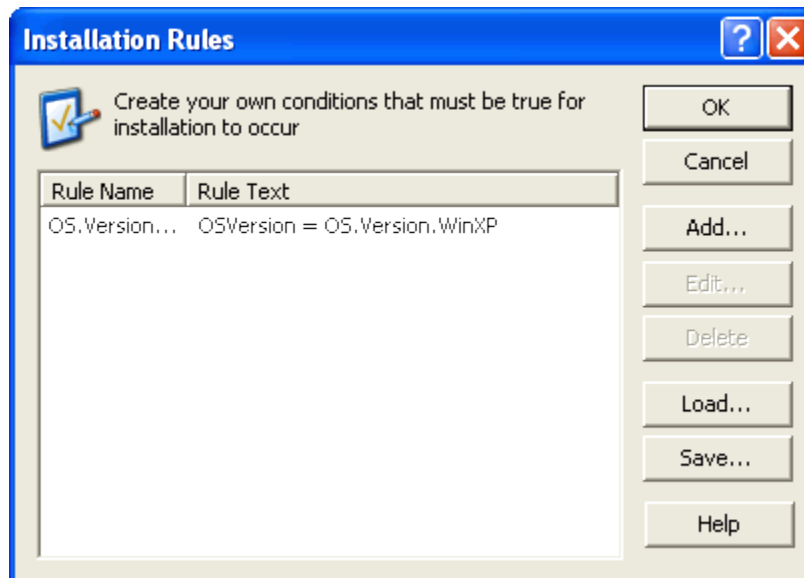 Installation Rules
Create your own conditions that must be true for
installation to occur
OK
Cancel
Rule Name Rule Text
OS.Version... OSVersion = OS.Version.WinXP
Add...
Edit...
Delete
Load...
Save...
Help